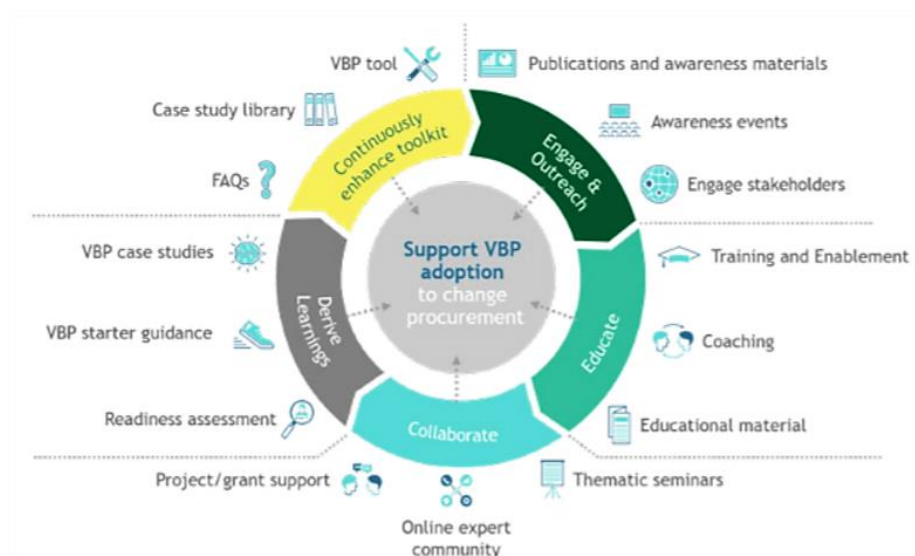 VBP tool
Publications and awareness materials
Case study library
Awareness events
FAQs
Engage stakeholders
Continuously
enhance toolkit
Engage &
Outreach
VBP case studies
Training and Enablement
Support VBP
adoption
to change
procurement
VBP starter guidance
Coaching
Derive
Learnings
Educate
Readiness assessment
Educational material
Collaborate
Project/grant support
Thematic seminars
Online expert
community